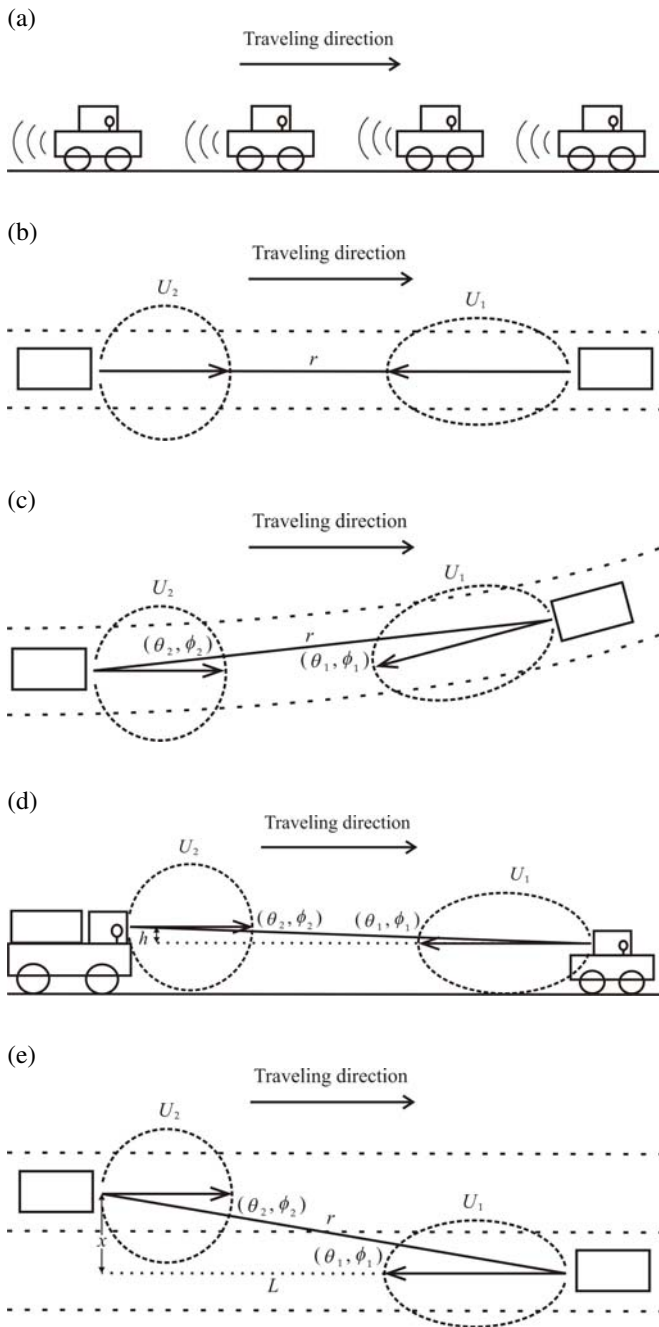 (a)
Traveling direction
(b)
Traveling direction
U₂
U₁
r
(c)
Traveling direction
U₂
U₁
(θ₂, ϕ₂)
r
(θ₁, ϕ₁)
(d)
Traveling direction
U₂
U₁
(θ₂, ϕ₂) (θ₁, ϕ₁)
h
(e)
Traveling direction
U₂
(θ₂, ϕ₂)
r
U₁
x
(θ₁, ϕ₁)
L